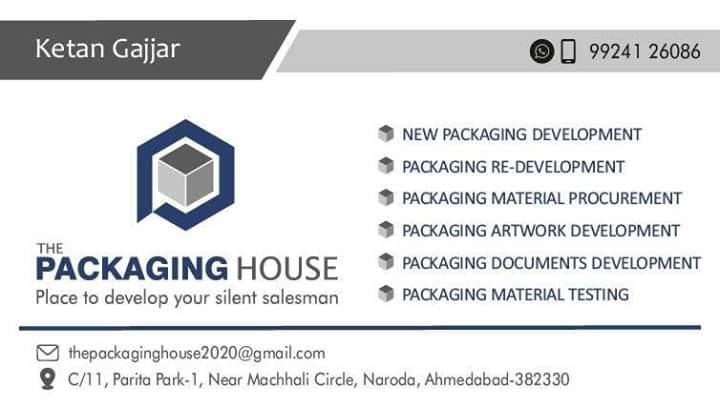 Ketan Gajjar
99241 26086
THE
PACKAGING HOUSE
Place to develop your silent salesman
NEW PACKAGING DEVELOPMENT
PACKAGING RE-DEVELOPMENT
PACKAGING MATERIAL PROCUREMENT
PACKAGING ARTWORK DEVELOPMENT
PACKAGING DOCUMENTS DEVELOPMENT
PACKAGING MATERIAL TESTING
thepackaginghouse2020@gmail.com
C/11, Parita Park-1, Near Machhali Circle, Naroda, Ahmedabad-382330